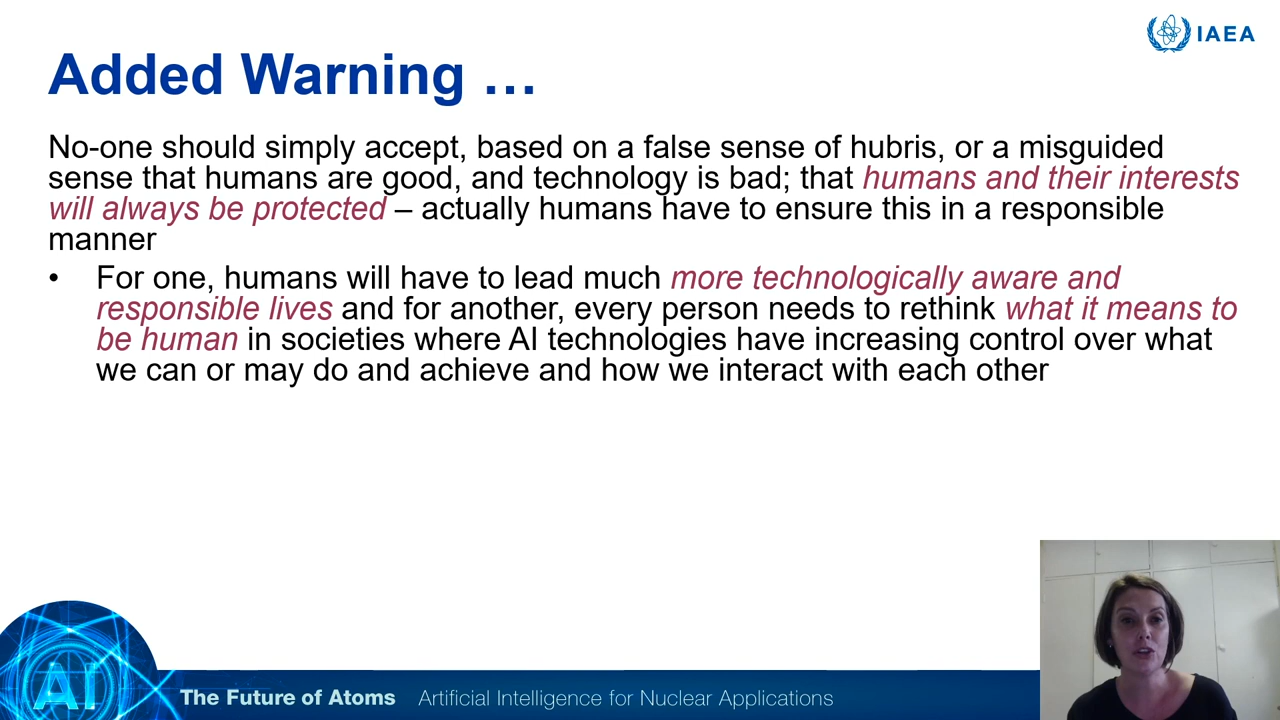 IAEA
Added Warning …
No-one should simply accept, based on a false sense of hubris, or a misguided
sense that humans are good, and technology is bad; that humans and their interests
will always be protected – actually humans have to ensure this in a responsible
manner
• For one, humans will have to lead much more technologically aware and
responsible lives and for another, every person needs to rethink what it means to
be human in societies where AI technologies have increasing control over what
we can or may do and achieve and how we interact with each other
AI
The Future of Atoms Artificial Intelligence for Nuclear Applications